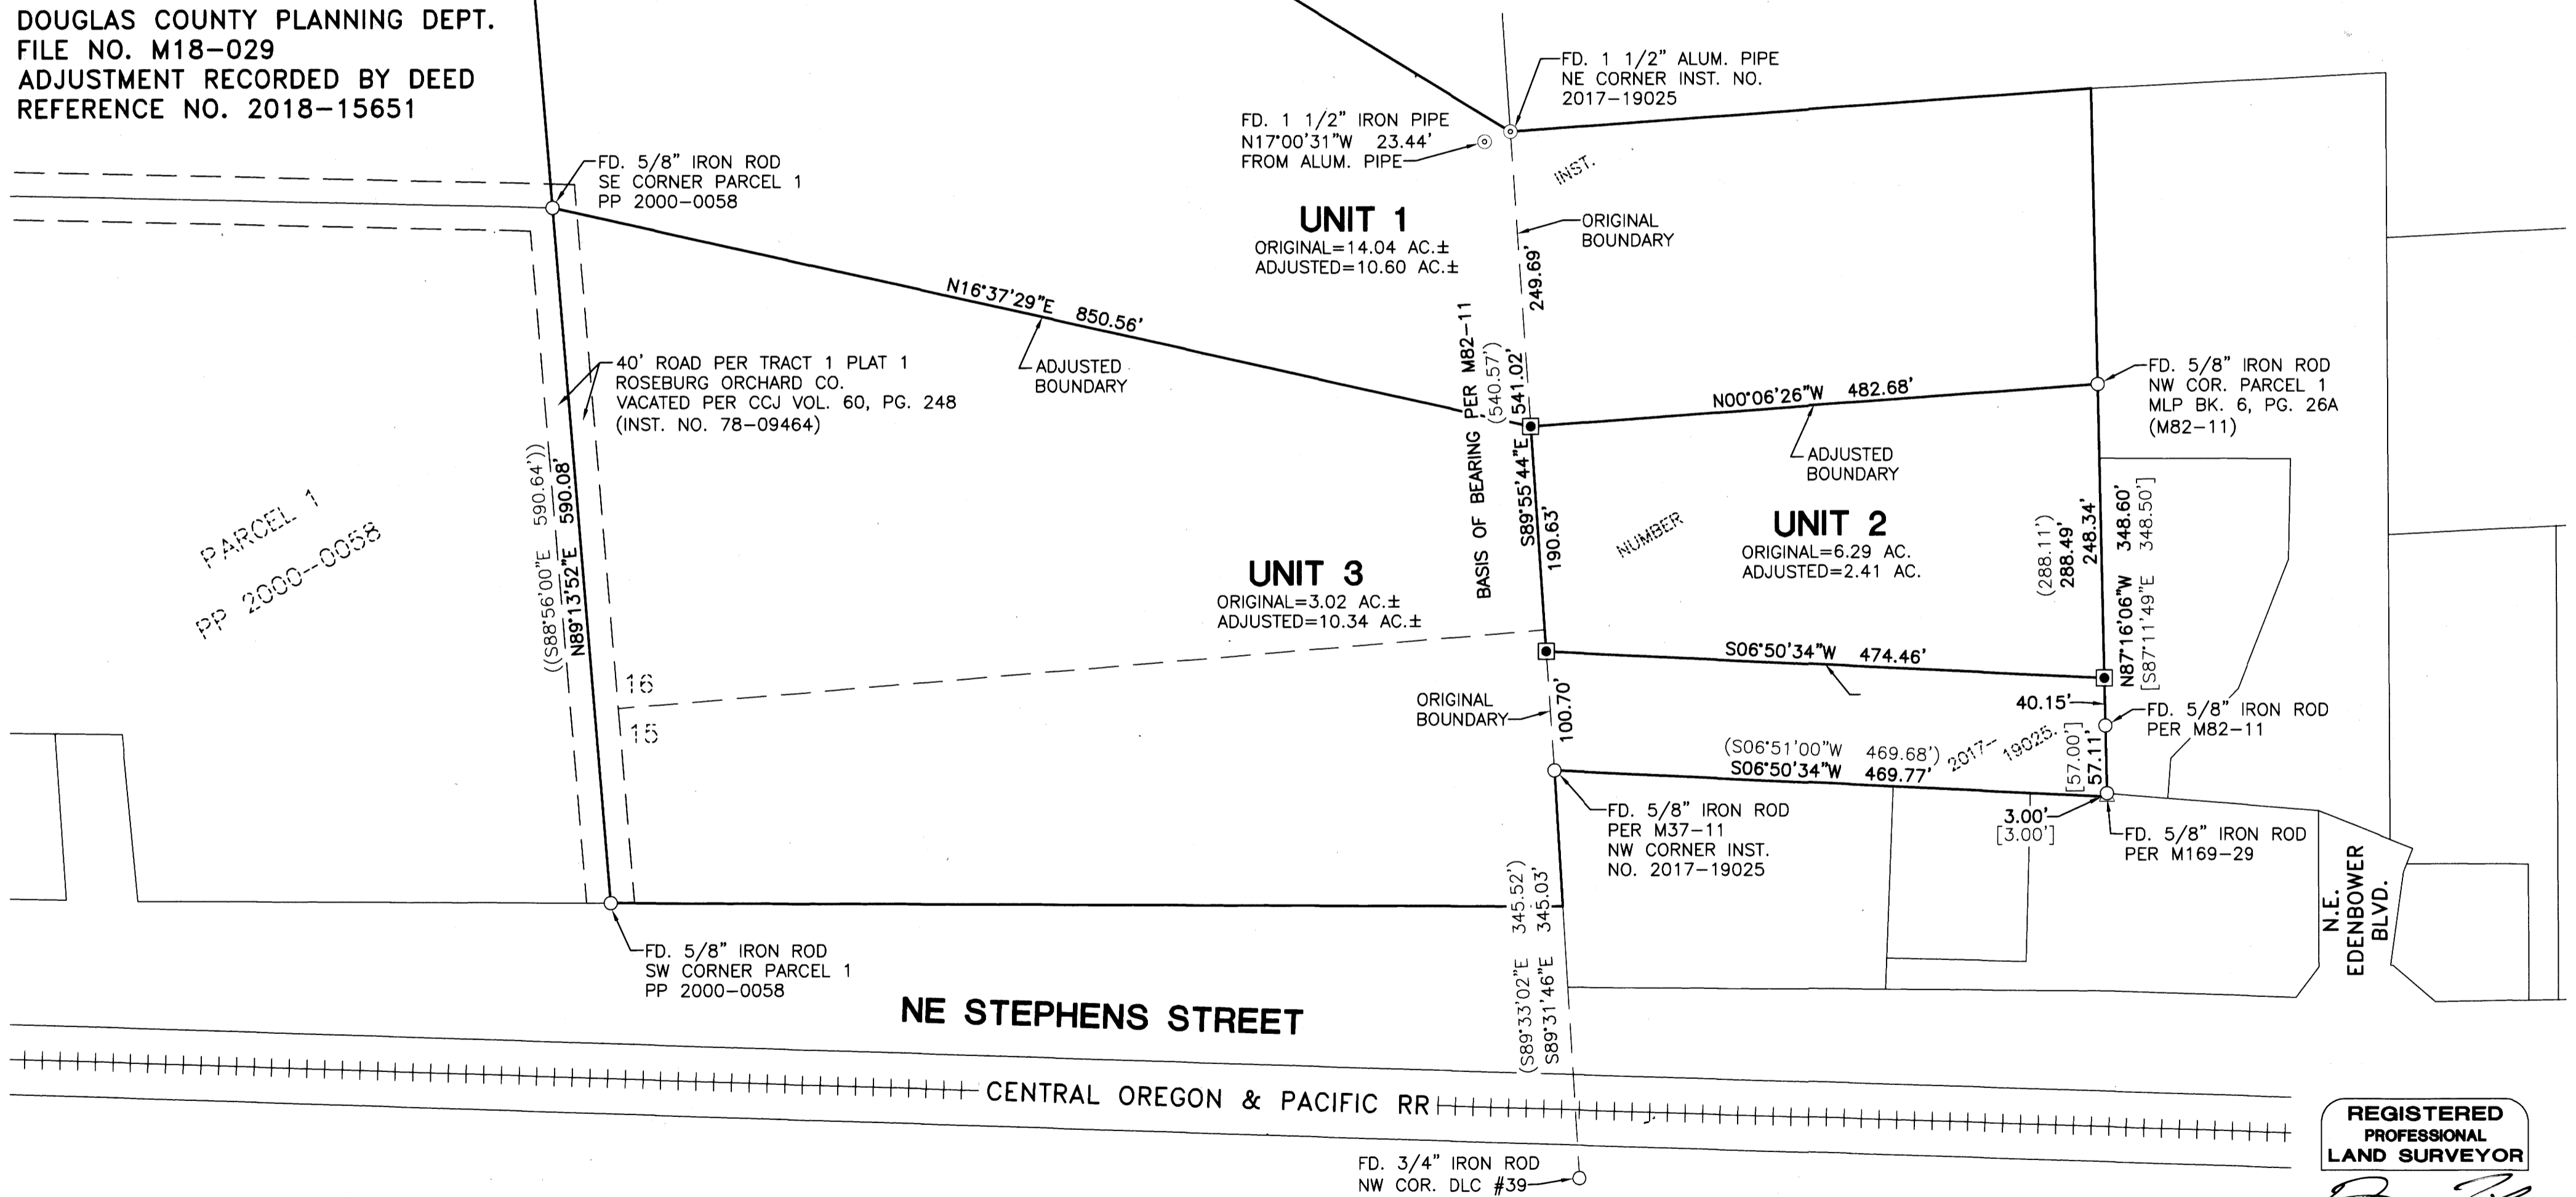 DOUGLAS COUNTY PLANNING DEPT.
FILE NO. M18-029
ADJUSTMENT RECORDED BY DEED
REFERENCE NO. 2018-15651
FD. 1 1/2" ALUM. PIPE
NE CORNER INST. NO.
2017-19025
FD. 1 1/2" IRON PIPE
N17°00'31"W 23.44'
FROM ALUM. PIPE
FD. 5/8" IRON ROD
SE CORNER PARCEL 1
PP 2000-0058
INST.
UNIT 1
ORIGINAL=14.04 AC.±
ADJUSTED=10.60 AC.±
ORIGINAL
BOUNDARY
249.69'
N16°37'29"E 850.56'
ADJUSTED
BOUNDARY
40' ROAD PER TRACT 1 PLAT 1
ROSEBURG ORCHARD CO.
VACATED PER CCJ VOL. 60, PG. 248
(INST. NO. 78-09464)
BASIS OF BEARING PER M82-11
(540.57')
S89°55'44"E 541.02'
190.63'
N00°06'26"W 482.68'
ADJUSTED
BOUNDARY
FD. 5/8" IRON ROD
NW COR. PARCEL 1
MLP BK. 6, PG. 26A
(M82-11)
((S88°56'00"E 590.64'))
N89°13'52"E 590.08'
PARCEL 1
PP 2000-0058
NUMBER
UNIT 2
ORIGINAL=6.29 AC.
ADJUSTED=2.41 AC.
(288.11')
288.49'
248.34'
N87°16'06"W 348.60'
[S87°11'49"E 348.50']
UNIT 3
ORIGINAL=3.02 AC.±
ADJUSTED=10.34 AC.±
S06°50'34"W 474.46'
16
15
ORIGINAL
BOUNDARY
100.70'
40.15'
FD. 5/8" IRON ROD
PER M82-11
2017-
19025.
(S06°51'00"W 469.68')
S06°50'34"W 469.77'
[57.00']
57.11'
3.00'
[3.00']
FD. 5/8" IRON ROD
PER M37-11
NW CORNER INST.
NO. 2017-19025
FD. 5/8" IRON ROD
PER M169-29
N.E.
EDENBOWER
BLVD.
(S89°33'02"E 345.52')
S89°31'46"E 345.03'
FD. 5/8" IRON ROD
SW CORNER PARCEL 1
PP 2000-0058
NE STEPHENS STREET
CENTRAL OREGON & PACIFIC RR
FD. 3/4" IRON ROD
NW COR. DLC #39
REGISTERED
PROFESSIONAL
LAND SURVEYOR